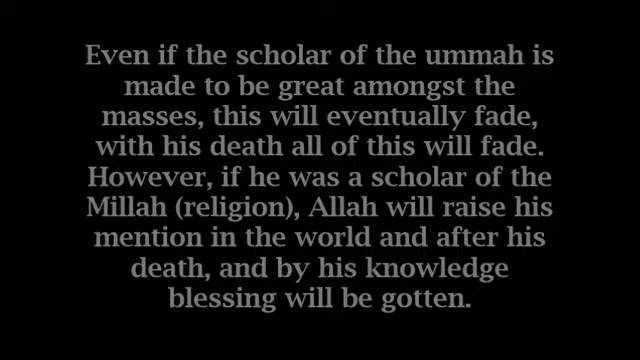 Even if the scholar of the ummah is
made to be great amongst the
masses, this will eventually fade,
with his death all of this will fade.
However, if he was a scholar of the
Millah (religion), Allah will raise his
mention in the world and after his
death, and by his knowledge
blessing will be gotten.